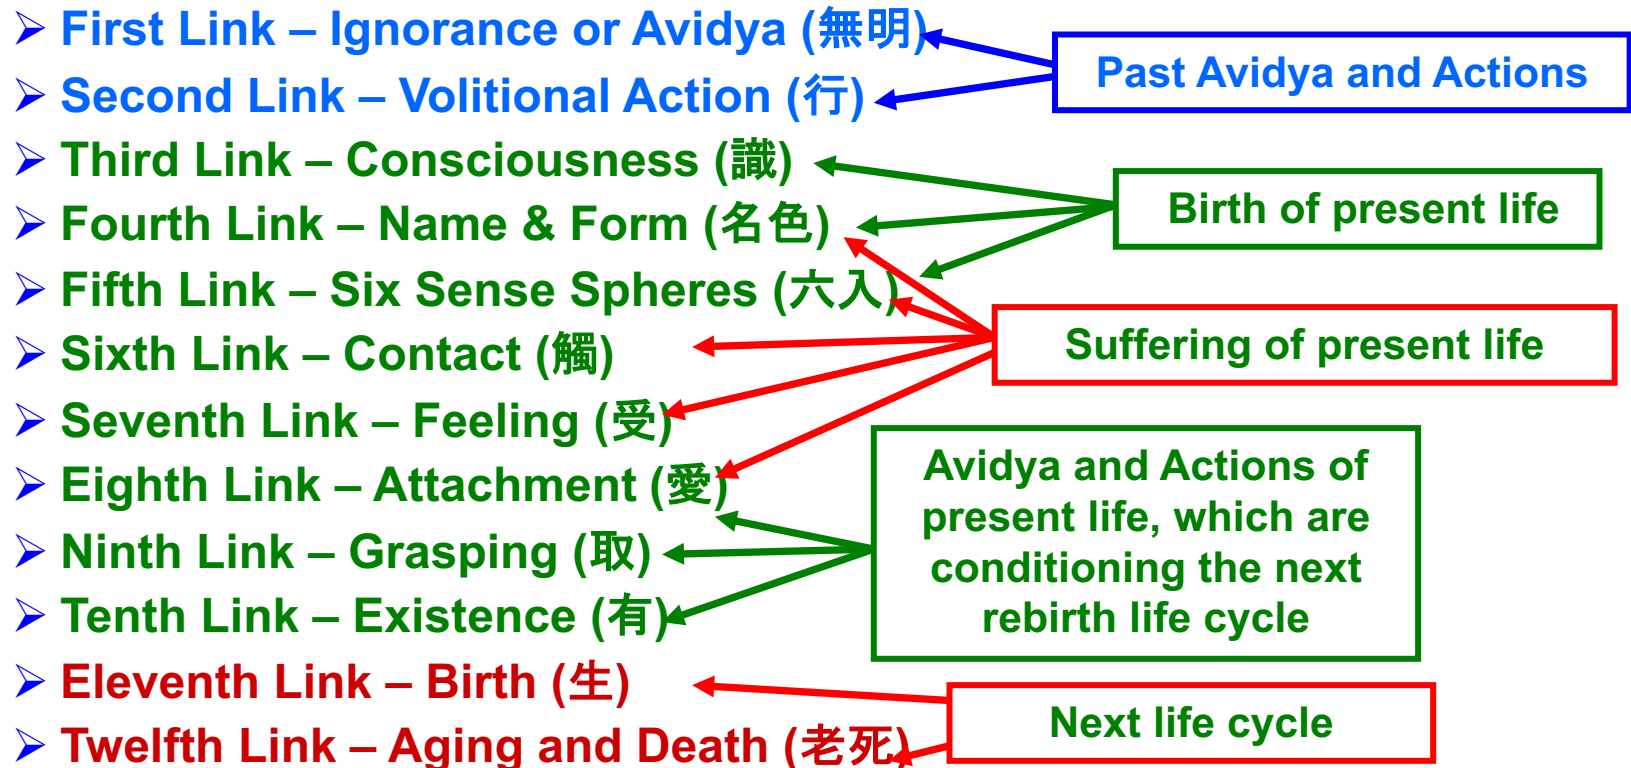 ➢ First Link – Ignorance or Avidya (無明)
➢ Second Link – Volitional Action (行)
➢ Third Link – Consciousness (識)
➢ Fourth Link – Name & Form (名色)
➢ Fifth Link – Six Sense Spheres (六入)
➢ Sixth Link – Contact (觸)
➢ Seventh Link – Feeling (受)
➢ Eighth Link – Attachment (愛)
➢ Ninth Link – Grasping (取)
➢ Tenth Link – Existence (有)
➢ Eleventh Link – Birth (生)
➢ Twelfth Link – Aging and Death (老死)
Past Avidya and Actions
Birth of present life
Suffering of present life
Avidya and Actions of
present life, which are
conditioning the next
rebirth life cycle
Next life cycle